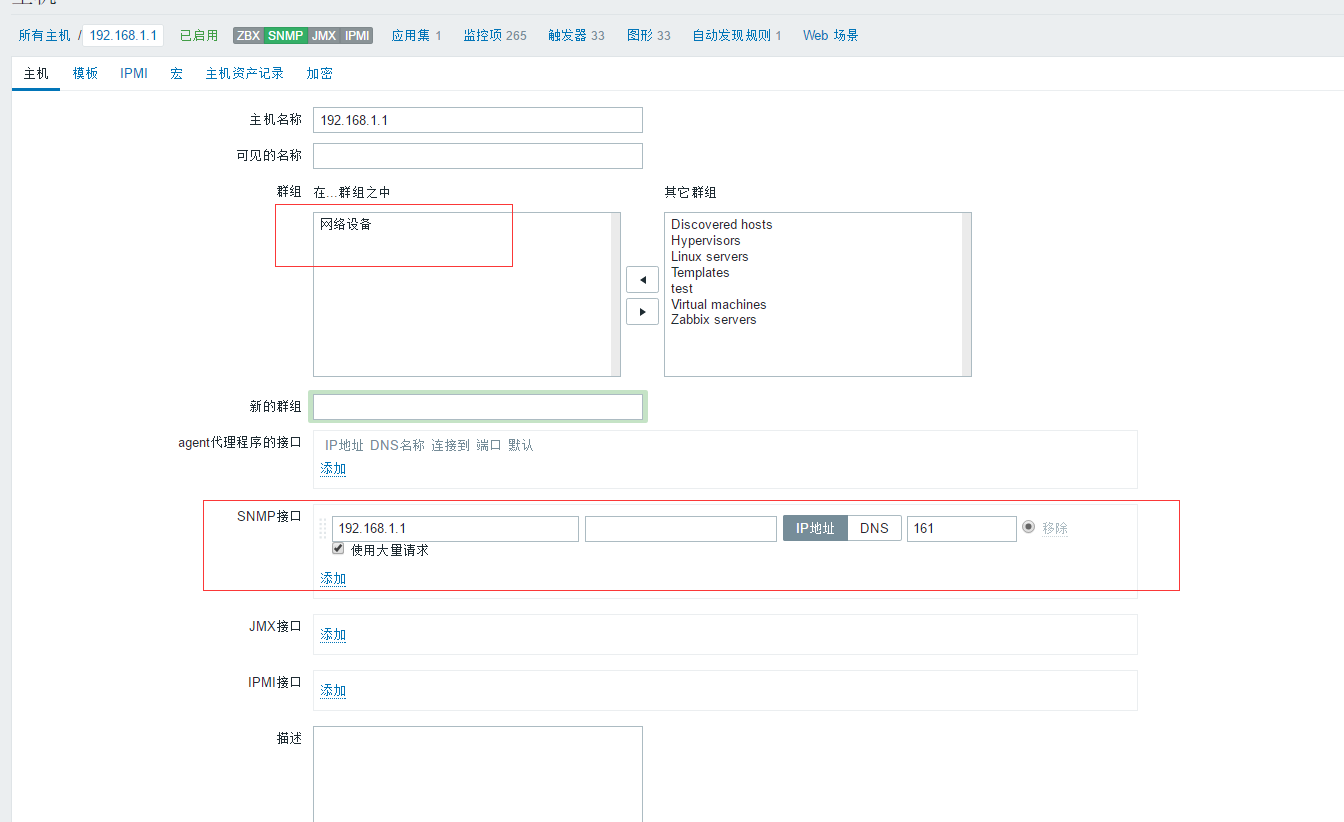 主机
所有主机 / 192.168.1.1 已启用 ZBX SNMP JMX IPMI 应用集 1 监控项 265 触发器 33 图形 33 自动发现规则 1 Web 场景
主机 模板 IPMI 宏 主机资产记录 加密
主机名称 192.168.1.1
可见的名称
群组 在...群组之中 其它群组
网络设备
Discovered hosts
Hypervisors
Linux servers
Templates
test
Virtual machines
Zabbix servers
新的群组
agent代理程序的接口 IP地址 DNS名称 连接到 端口 默认
添加
SNMP接口 192.168.1.1 IP地址 DNS 161 移除
使用大量请求
添加
JMX接口 添加
IPMI接口 添加
描述